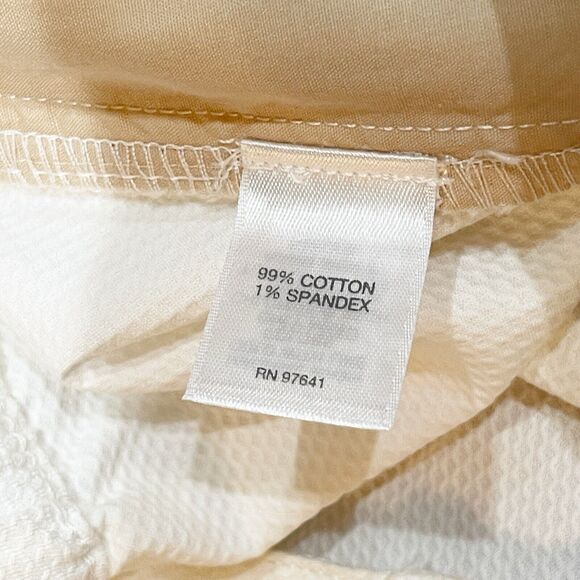 99% COTTON
1% SPANDEX
RN 97641